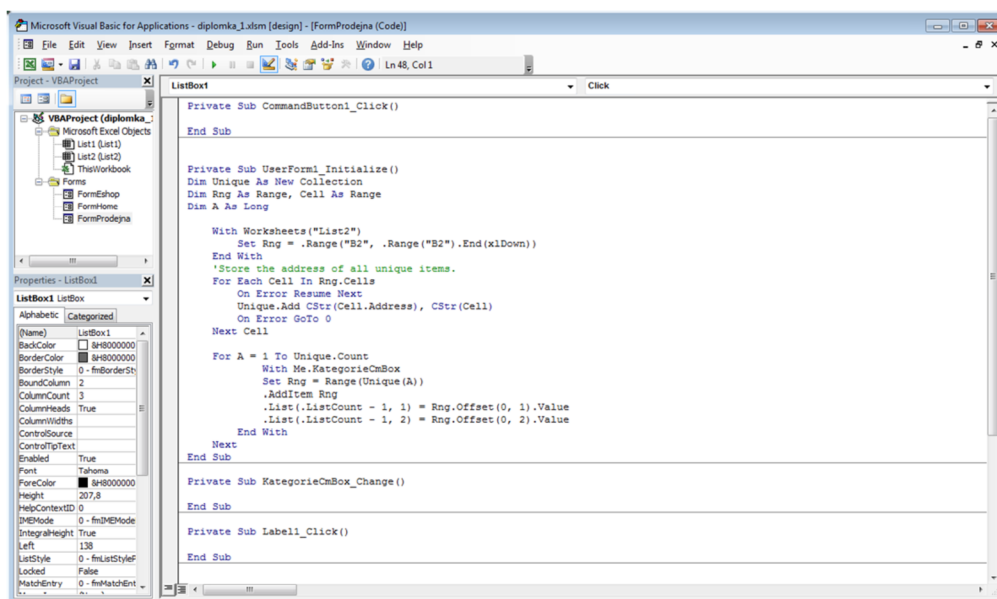 Microsoft Visual Basic for Applications - diplomka_1.xlsm [design] - [FormProdejna (Code)]
File Edit View Insert Format Debug Run Tools Add-Ins Window Help
Ln 48, Col 1
Project - VBAProject
VBAProject (diplomka_1
Microsoft Excel Objects
List1 (List1)
List2 (List2)
ThisWorkbook
Forms
FormEshop
FormHome
FormProdejna
Properties - ListBox1
ListBox1 ListBox
Alphabetic Categorized
(Name) ListBox1
BackColor &H8000000
BorderColor &H8000000
BorderStyle 0 - fmBorderSty
BoundColumn 2
ColumnCount 3
ColumnHeads True
ColumnWidths
ControlSource
ControlTipText
Enabled True
Font Tahoma
ForeColor &H8000000
Height 207,8
HelpContextID 0
IMEMode 0 - fmIMEMode
IntegralHeight True
Left 138
ListStyle 0 - fmListStyleP
Locked False
MatchEntry 0 - fmMatchEnt
ListBox1 Click
Private Sub CommandButton1_Click()
End Sub
Private Sub UserForm1_Initialize()
Dim Unique As New Collection
Dim Rng As Range, Cell As Range
Dim A As Long
With Worksheets("List2")
Set Rng = .Range("B2", .Range("B2").End(xlDown))
End With
'Store the address of all unique items.
For Each Cell In Rng.Cells
On Error Resume Next
Unique.Add CStr(Cell.Address), CStr(Cell)
On Error GoTo 0
Next Cell
For A = 1 To Unique.Count
With Me.KategorieCmBox
Set Rng = Range(Unique(A))
.AddItem Rng
.List(.ListCount - 1, 1) = Rng.Offset(0, 1).Value
.List(.ListCount - 1, 2) = Rng.Offset(0, 2).Value
End With
Next
End Sub
Private Sub KategorieCmBox_Change()
End Sub
Private Sub Label1_Click()
End Sub